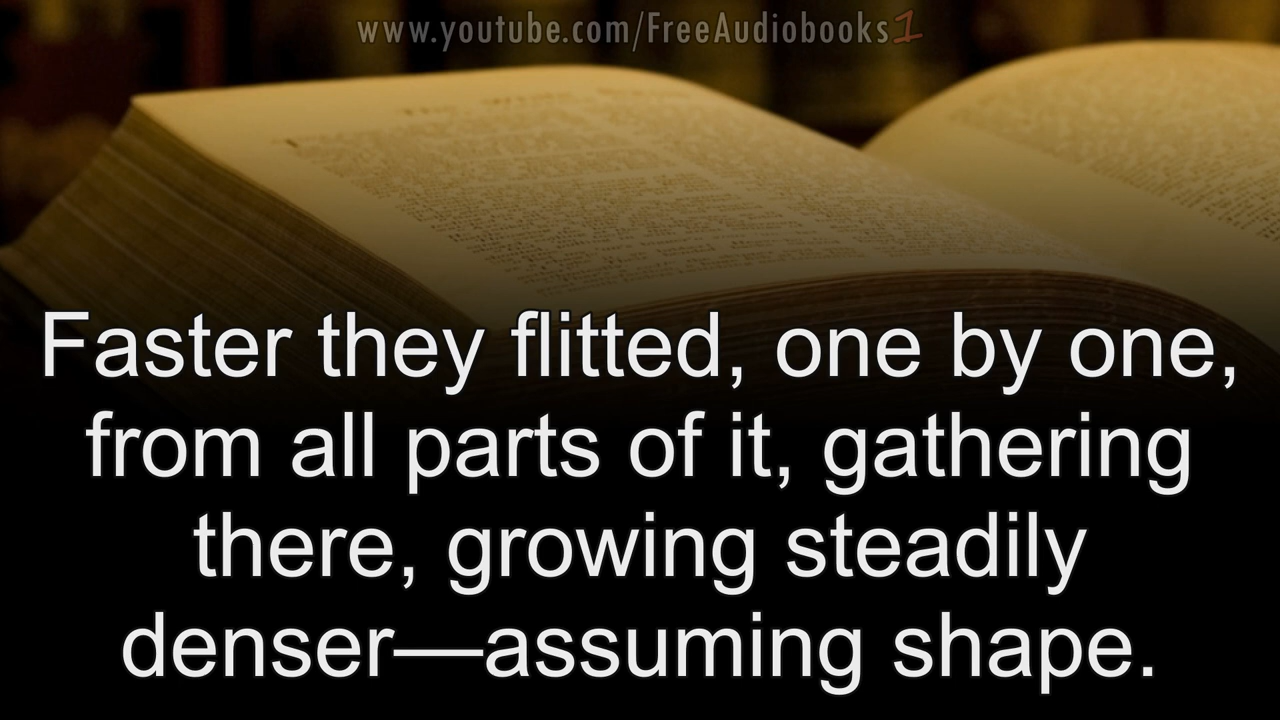 www.youtube.com/FreeAudiobooks1
Faster they flitted, one by one,
from all parts of it, gathering
there, growing steadily
denser—assuming shape.